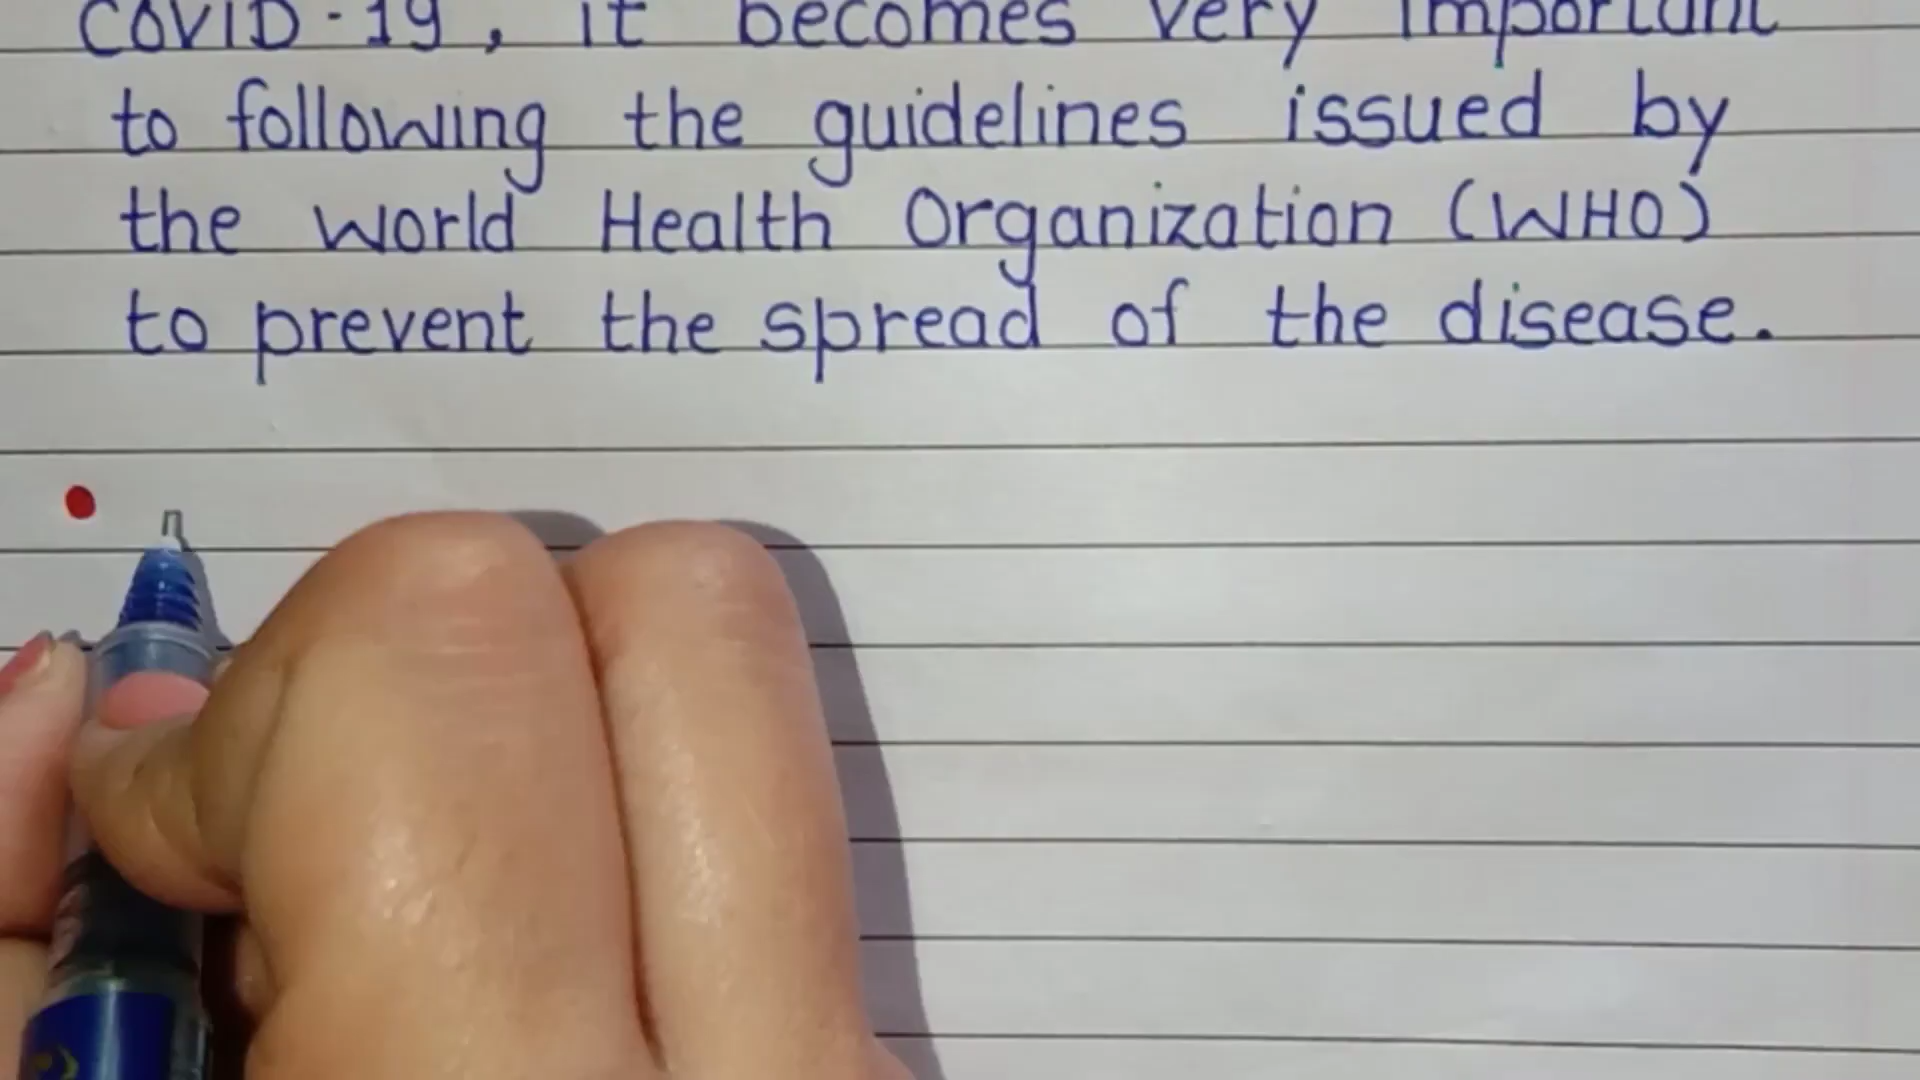 COVID-19, it becomes very important
to following the guidelines issued by
the world Health Organization (WHO)
to prevent the spread of the disease.